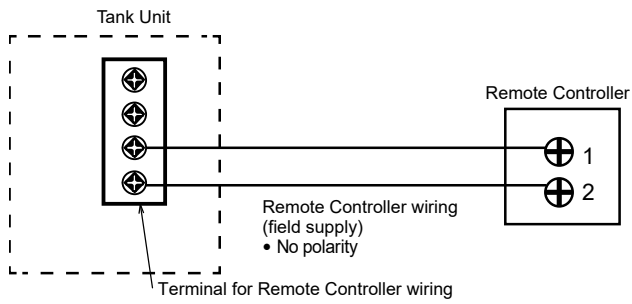 Tank Unit
Remote Controller
1
2
Remote Controller wiring
(field supply)
• No polarity
Terminal for Remote Controller wiring